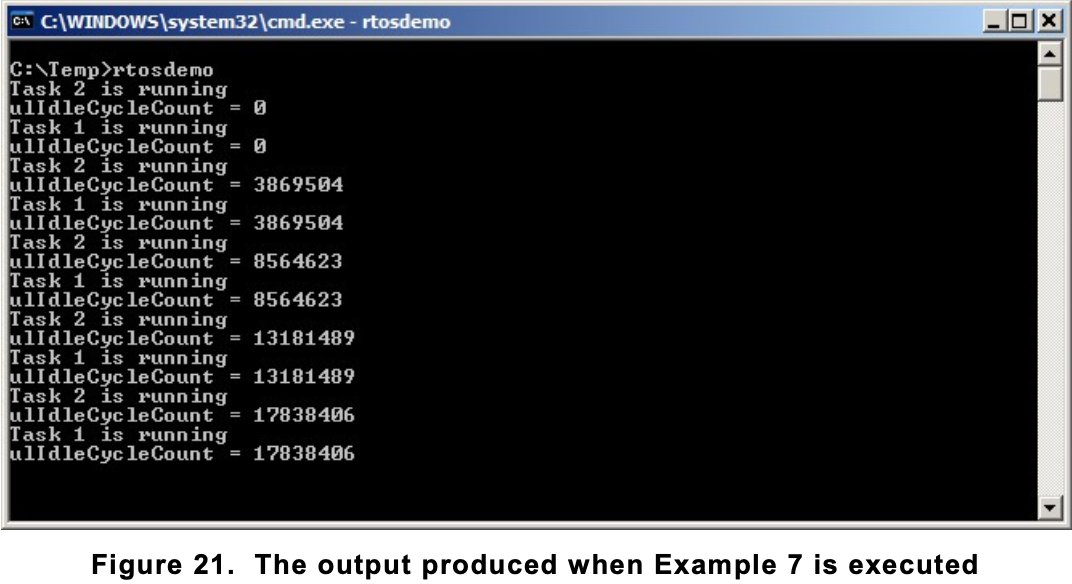 C:\WINDOWS\system32\cmd.exe - rtosdemo
C:\Temp>rtosdemo
Task 2 is running
ulIdleCycleCount = 0
Task 1 is running
ulIdleCycleCount = 0
Task 2 is running
ulIdleCycleCount = 3869504
Task 1 is running
ulIdleCycleCount = 3869504
Task 2 is running
ulIdleCycleCount = 8564623
Task 1 is running
ulIdleCycleCount = 8564623
Task 2 is running
ulIdleCycleCount = 13181489
Task 1 is running
ulIdleCycleCount = 13181489
Task 2 is running
ulIdleCycleCount = 17838406
Task 1 is running
ulIdleCycleCount = 17838406
Figure 21. The output produced when Example 7 is executed